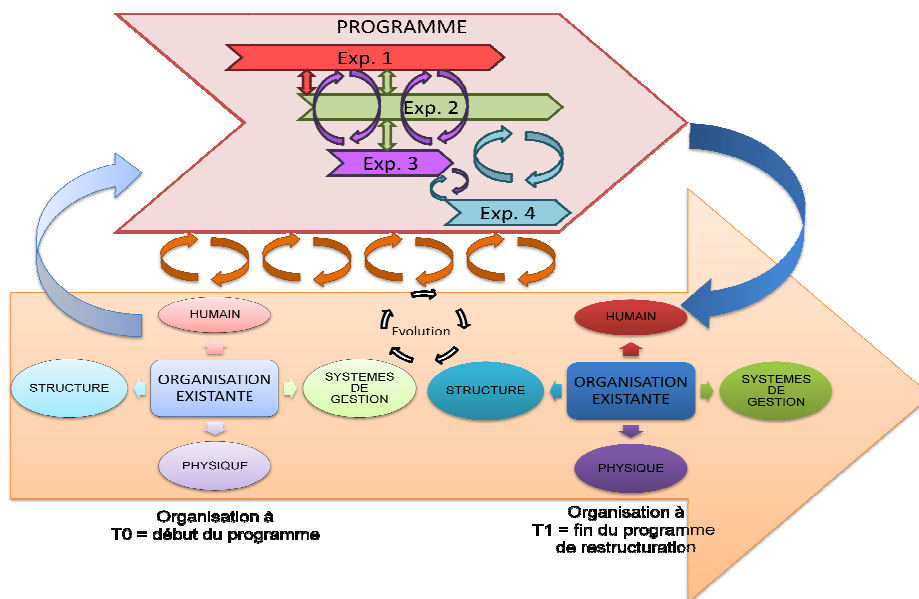 PROGRAMME
Exp. 1
Exp. 2
Exp. 3
Exp. 4
Evolution
HUMAIN
STRUCTURE
ORGANISATION
EXISTANTE
SYSTEMES
DE
GESTION
PHYSIQUE
HUMAIN
STRUCTURE
ORGANISATION
EXISTANTE
SYSTEMES
DE
GESTION
PHYSIQUE
Organisation à
T0 = début du programme
Organisation à
T1 = fin du programme
de restructuration